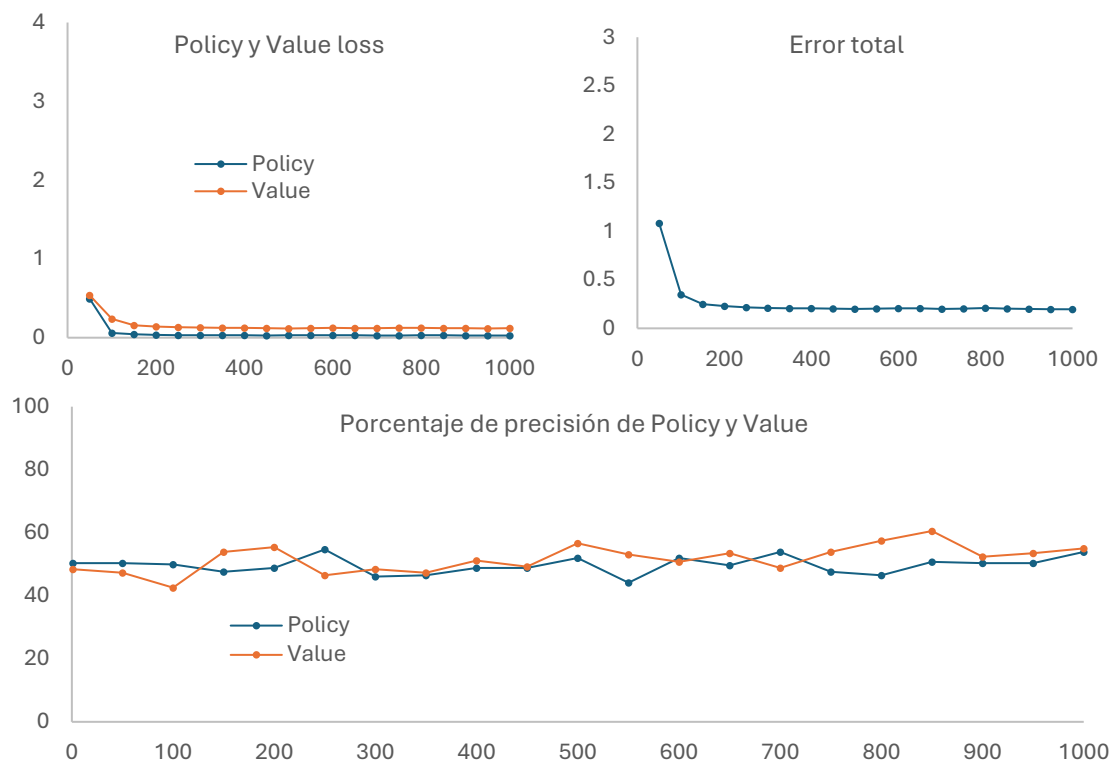 Policy y Value loss
4
3
2
1
0
0 200 400 600 800 1000
Policy
Value
Error total
3
2.5
2
1.5
1
0.5
0
0 200 400 600 800 1000
Porcentaje de precisión de Policy y Value
100
80
60
40
20
0
0 100 200 300 400 500 600 700 800 900 1000
Policy
Value